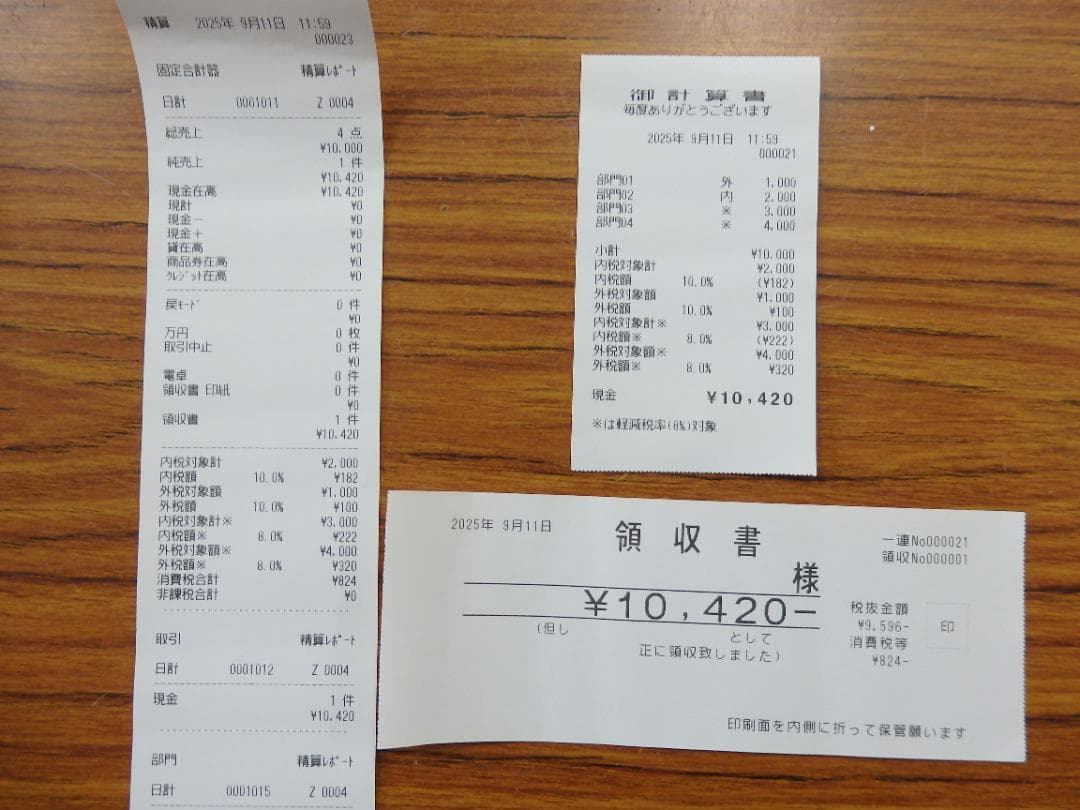 精算 2025年 9月11日 11:59
000023
固定合計器 精算ﾚﾎﾟｰﾄ
日計 0001011 Z 0004
総売上 4 点
¥10,000
純売上 1 件
¥10,420
現金在高 ¥10,420
現計 ¥0
現金－ ¥0
現金＋ ¥0
貸在高 ¥0
商品券在高 ¥0
ｸﾚｼﾞｯﾄ在高 ¥0
戻ﾓｰﾄﾞ 0 件
¥0
万円 0 枚
取引中止 0 件
¥0
電卓 0 件
領収書 印紙 0 件
¥0
領収書 1 件
¥10,420
内税対象計 ¥2,000
内税額 10.0% ¥182
外税対象額 ¥1,000
外税額 10.0% ¥100
内税対象計※ ¥3,000
内税額※ 8.0% ¥222
外税対象額※ ¥4,000
外税額※ 8.0% ¥320
消費税合計 ¥824
非課税合計 ¥0
取引 精算ﾚﾎﾟｰﾄ
日計 0001012 Z 0004
現金 1 件
¥10,420
部門 精算ﾚﾎﾟｰﾄ
日計 0001015 Z 0004
御計算書
毎度ありがとうございます
2025年 9月11日 11:59
000021
部門01 外 1,000
部門02 内 2,000
部門03 ※ 3,000
部門04 ※ 4,000
小計 ¥10,000
内税対象計 ¥2,000
内税額 10.0% (¥182)
外税対象額 ¥1,000
外税額 10.0% ¥100
内税対象計※ ¥3,000
内税額※ 8.0% (¥222)
外税対象額※ ¥4,000
外税額※ 8.0% ¥320
現金 ¥10,420
※は軽減税率(8%)対象
2025年 9月11日
領収書
一連No000021
領収No000001
様
¥10,420－
(但し として
正に領収致しました)
税抜金額
¥9,596-
消費税等
¥824-
印
印刷面を内側に折って保管願います